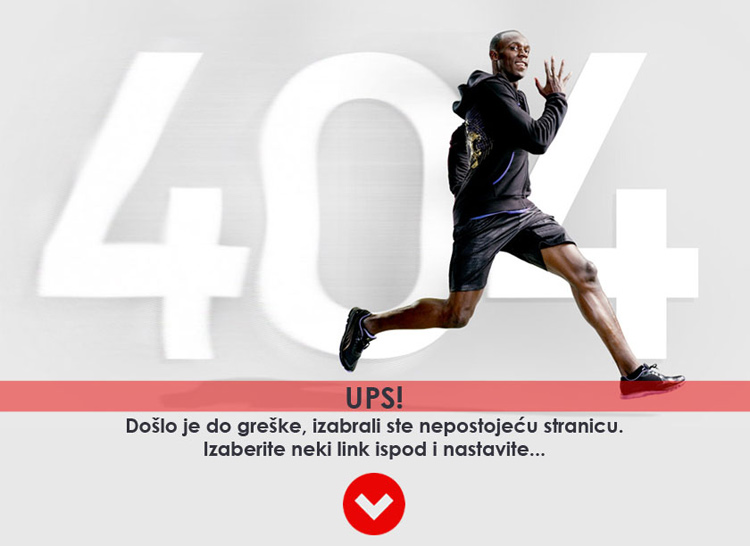 404
UPS!
Došlo je do greške, izabrali ste nepostojeću stranicu.
Izaberite neki link ispod i nastavite...